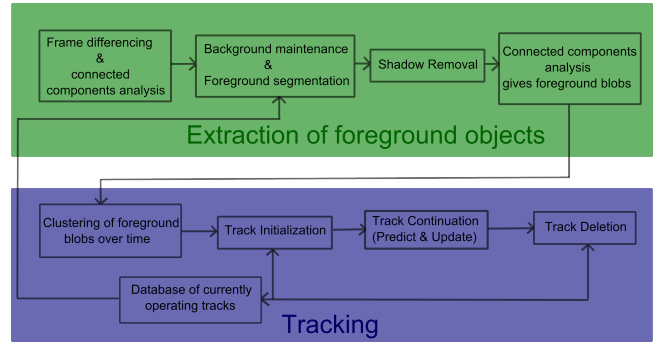 Frame differencing
&
connected
components analysis
Background maintenance
&
Foreground segmentation
Shadow Removal
Connected components
analysis
gives foreground blobs
Extraction of foreground objects
Clustering of foreground
blobs over time
Track Initialization
Track Continuation
(Predict & Update)
Track Deletion
Database of currently
operating tracks
Tracking